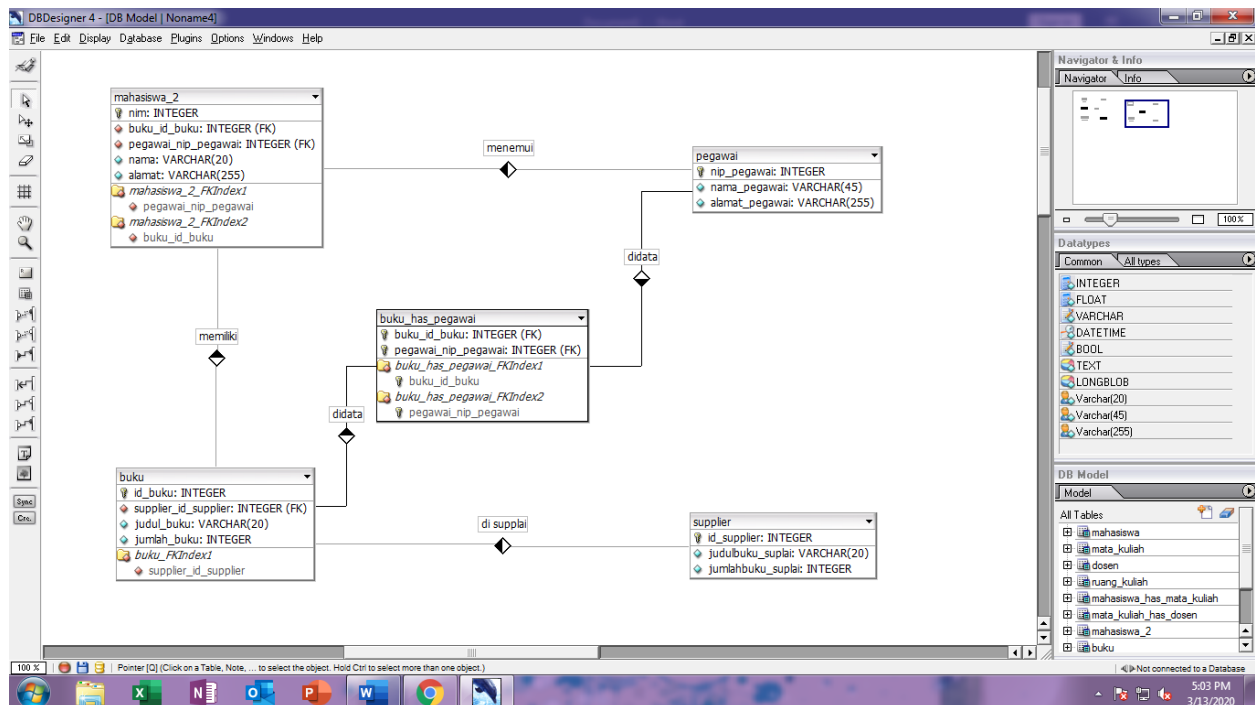 DBDesigner 4 - [DB Model | Noname4]
File Edit Display Database Plugins Options Windows Help
mahasiswa_2
nim: INTEGER
buku_id_buku: INTEGER (FK)
pegawai_nip_pegawai: INTEGER (FK)
nama: VARCHAR(20)
alamat: VARCHAR(255)
mahasiswa_2_FKIndex1
pegawai_nip_pegawai
mahasiswa_2_FKIndex2
buku_id_buku
menemui
pegawai
nip_pegawai: INTEGER
nama_pegawai: VARCHAR(45)
alamat_pegawai: VARCHAR(255)
didata
memiliki
buku_has_pegawai
buku_id_buku: INTEGER (FK)
pegawai_nip_pegawai: INTEGER (FK)
buku_has_pegawai_FKIndex1
buku_id_buku
buku_has_pegawai_FKIndex2
pegawai_nip_pegawai
didata
buku
id_buku: INTEGER
supplier_id_supplier: INTEGER (FK)
judul_buku: VARCHAR(20)
jumlah_buku: INTEGER
buku_FKIndex1
supplier_id_supplier
di supplai
supplier
id_supplier: INTEGER
judulbuku_suplai: VARCHAR(20)
jumlahbuku_suplai: INTEGER
Sync
Cre.
Navigator & Info
Navigator Info
100 %
Datatypes
Common All types
INTEGER
FLOAT
VARCHAR
DATETIME
BOOL
TEXT
LONGBLOB
Varchar(20)
Varchar(45)
Varchar(255)
DB Model
Model
All Tables
mahasiswa
mata_kuliah
dosen
ruang_kuliah
mahasiswa_has_mata_kuliah
mata_kuliah_has_dosen
mahasiswa_2
buku
100 % Pointer [Q] (Click on a Table, Note, ... to select the object. Hold Ctrl to select more than one object.) Not connected to a Database
5:03 PM
3/13/2020